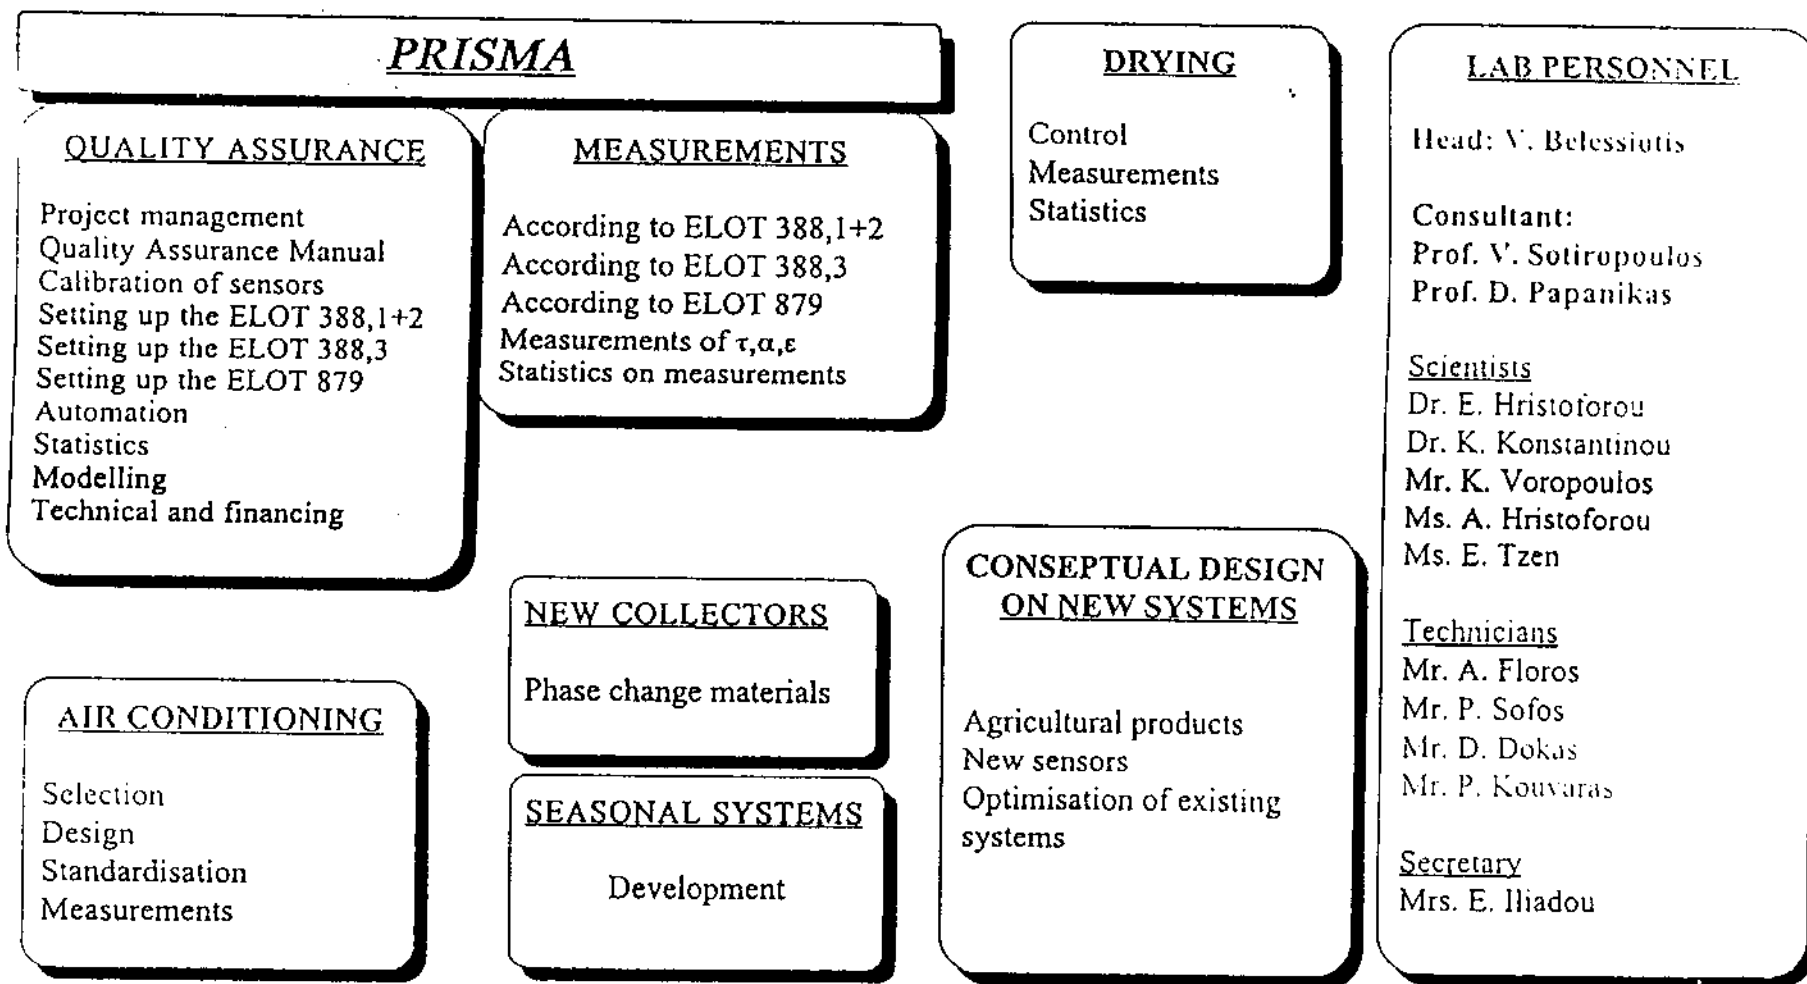 PRISMA
QUALITY ASSURANCE
Project management
Quality Assurance Manual
Calibration of sensors
Setting up the ELOT 388,1+2
Setting up the ELOT 388,3
Setting up the ELOT 879
Automation
Statistics
Modelling
Technical and financing
MEASUREMENTS
According to ELOT 388,1+2
According to ELOT 388,3
According to ELOT 879
Measurements of τ,α,ε
Statistics on measurements
DRYING
Control
Measurements
Statistics
AIR CONDITIONING
Selection
Design
Standardisation
Measurements
NEW COLLECTORS
Phase change materials
SEASONAL SYSTEMS
Development
CONSEPTUAL DESIGN
ON NEW SYSTEMS
Agricultural products
New sensors
Optimisation of existing
systems
LAB PERSONNEL
Head: V. Belessiotis
Consultant:
Prof. V. Sotiropoulos
Prof. D. Papanikas
Scientists
Dr. E. Hristoforou
Dr. K. Konstantinou
Mr. K. Voropoulos
Ms. A. Hristoforou
Ms. E. Tzen
Technicians
Mr. A. Floros
Mr. P. Sofos
Mr. D. Dokas
Mr. P. Kouvaras
Secretary
Mrs. E. Iliadou